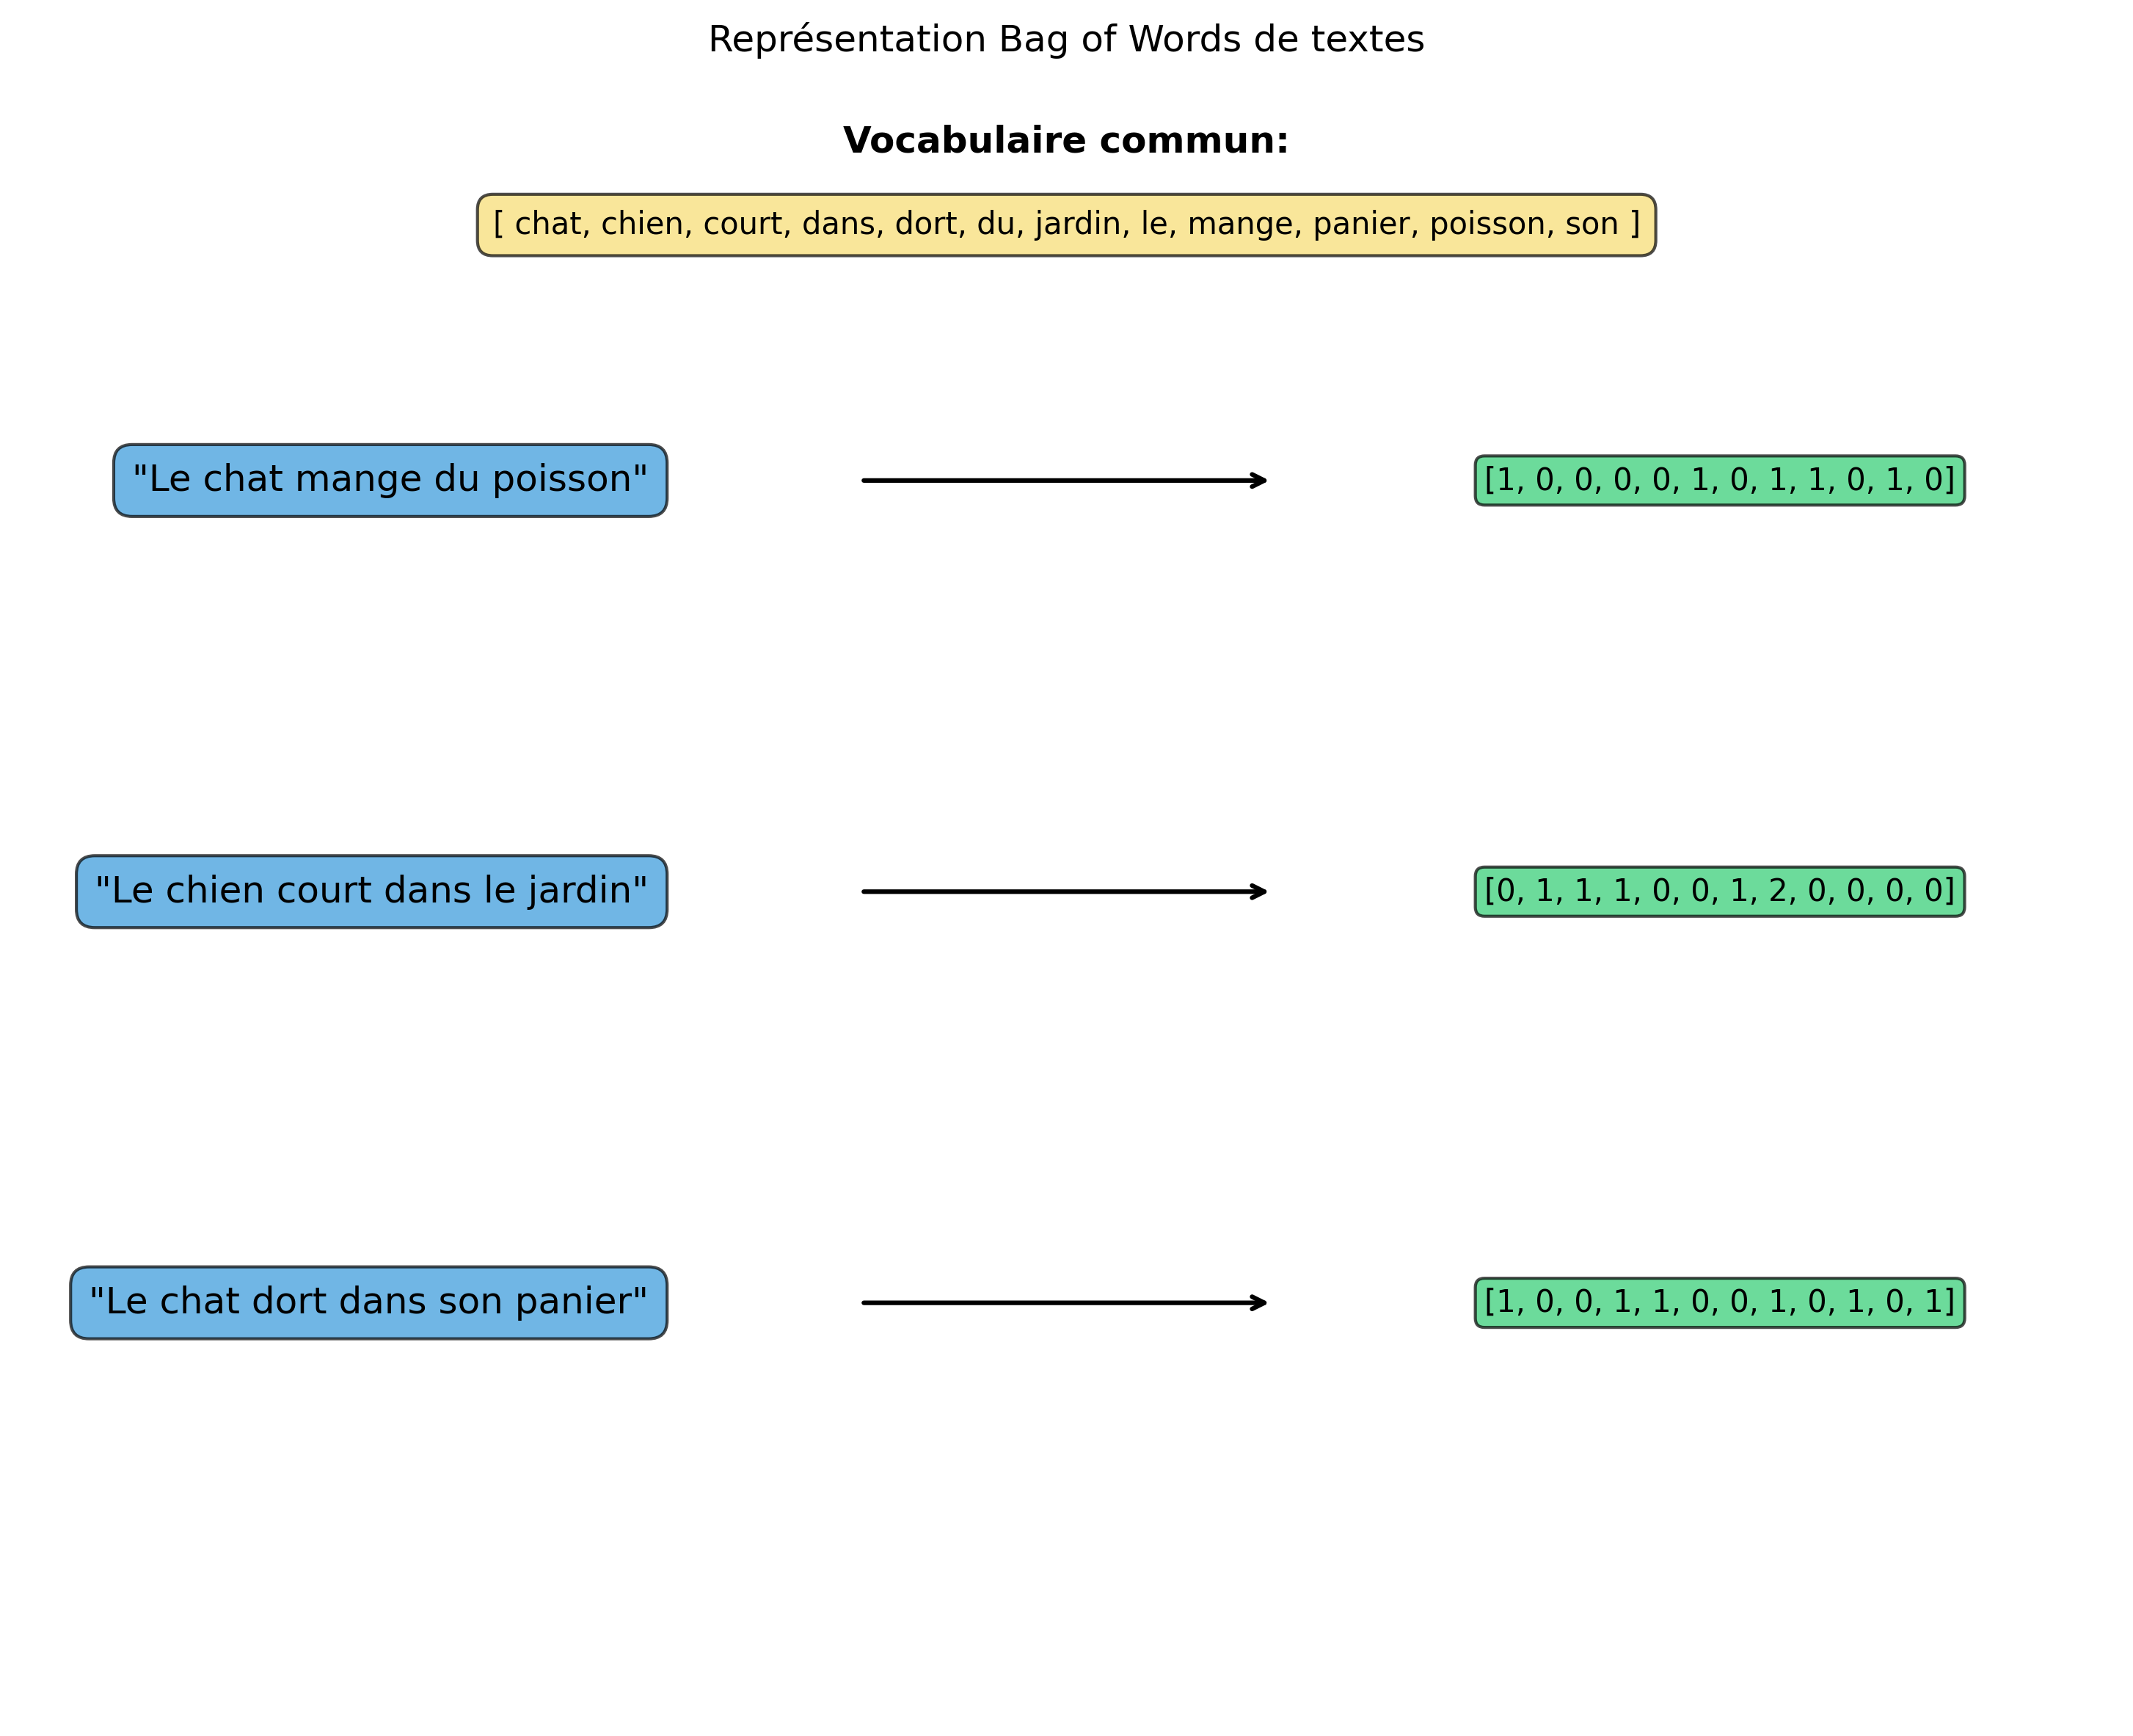 Représentation Bag of Words de textes
Vocabulaire commun:
[ chat, chien, court, dans, dort, du, jardin, le, mange, panier, poisson, son ]
"Le chat mange du poisson"
[1, 0, 0, 0, 0, 1, 0, 1, 1, 0, 1, 0]
"Le chien court dans le jardin"
[0, 1, 1, 1, 0, 0, 1, 2, 0, 0, 0, 0]
"Le chat dort dans son panier"
[1, 0, 0, 1, 1, 0, 0, 1, 0, 1, 0, 1]